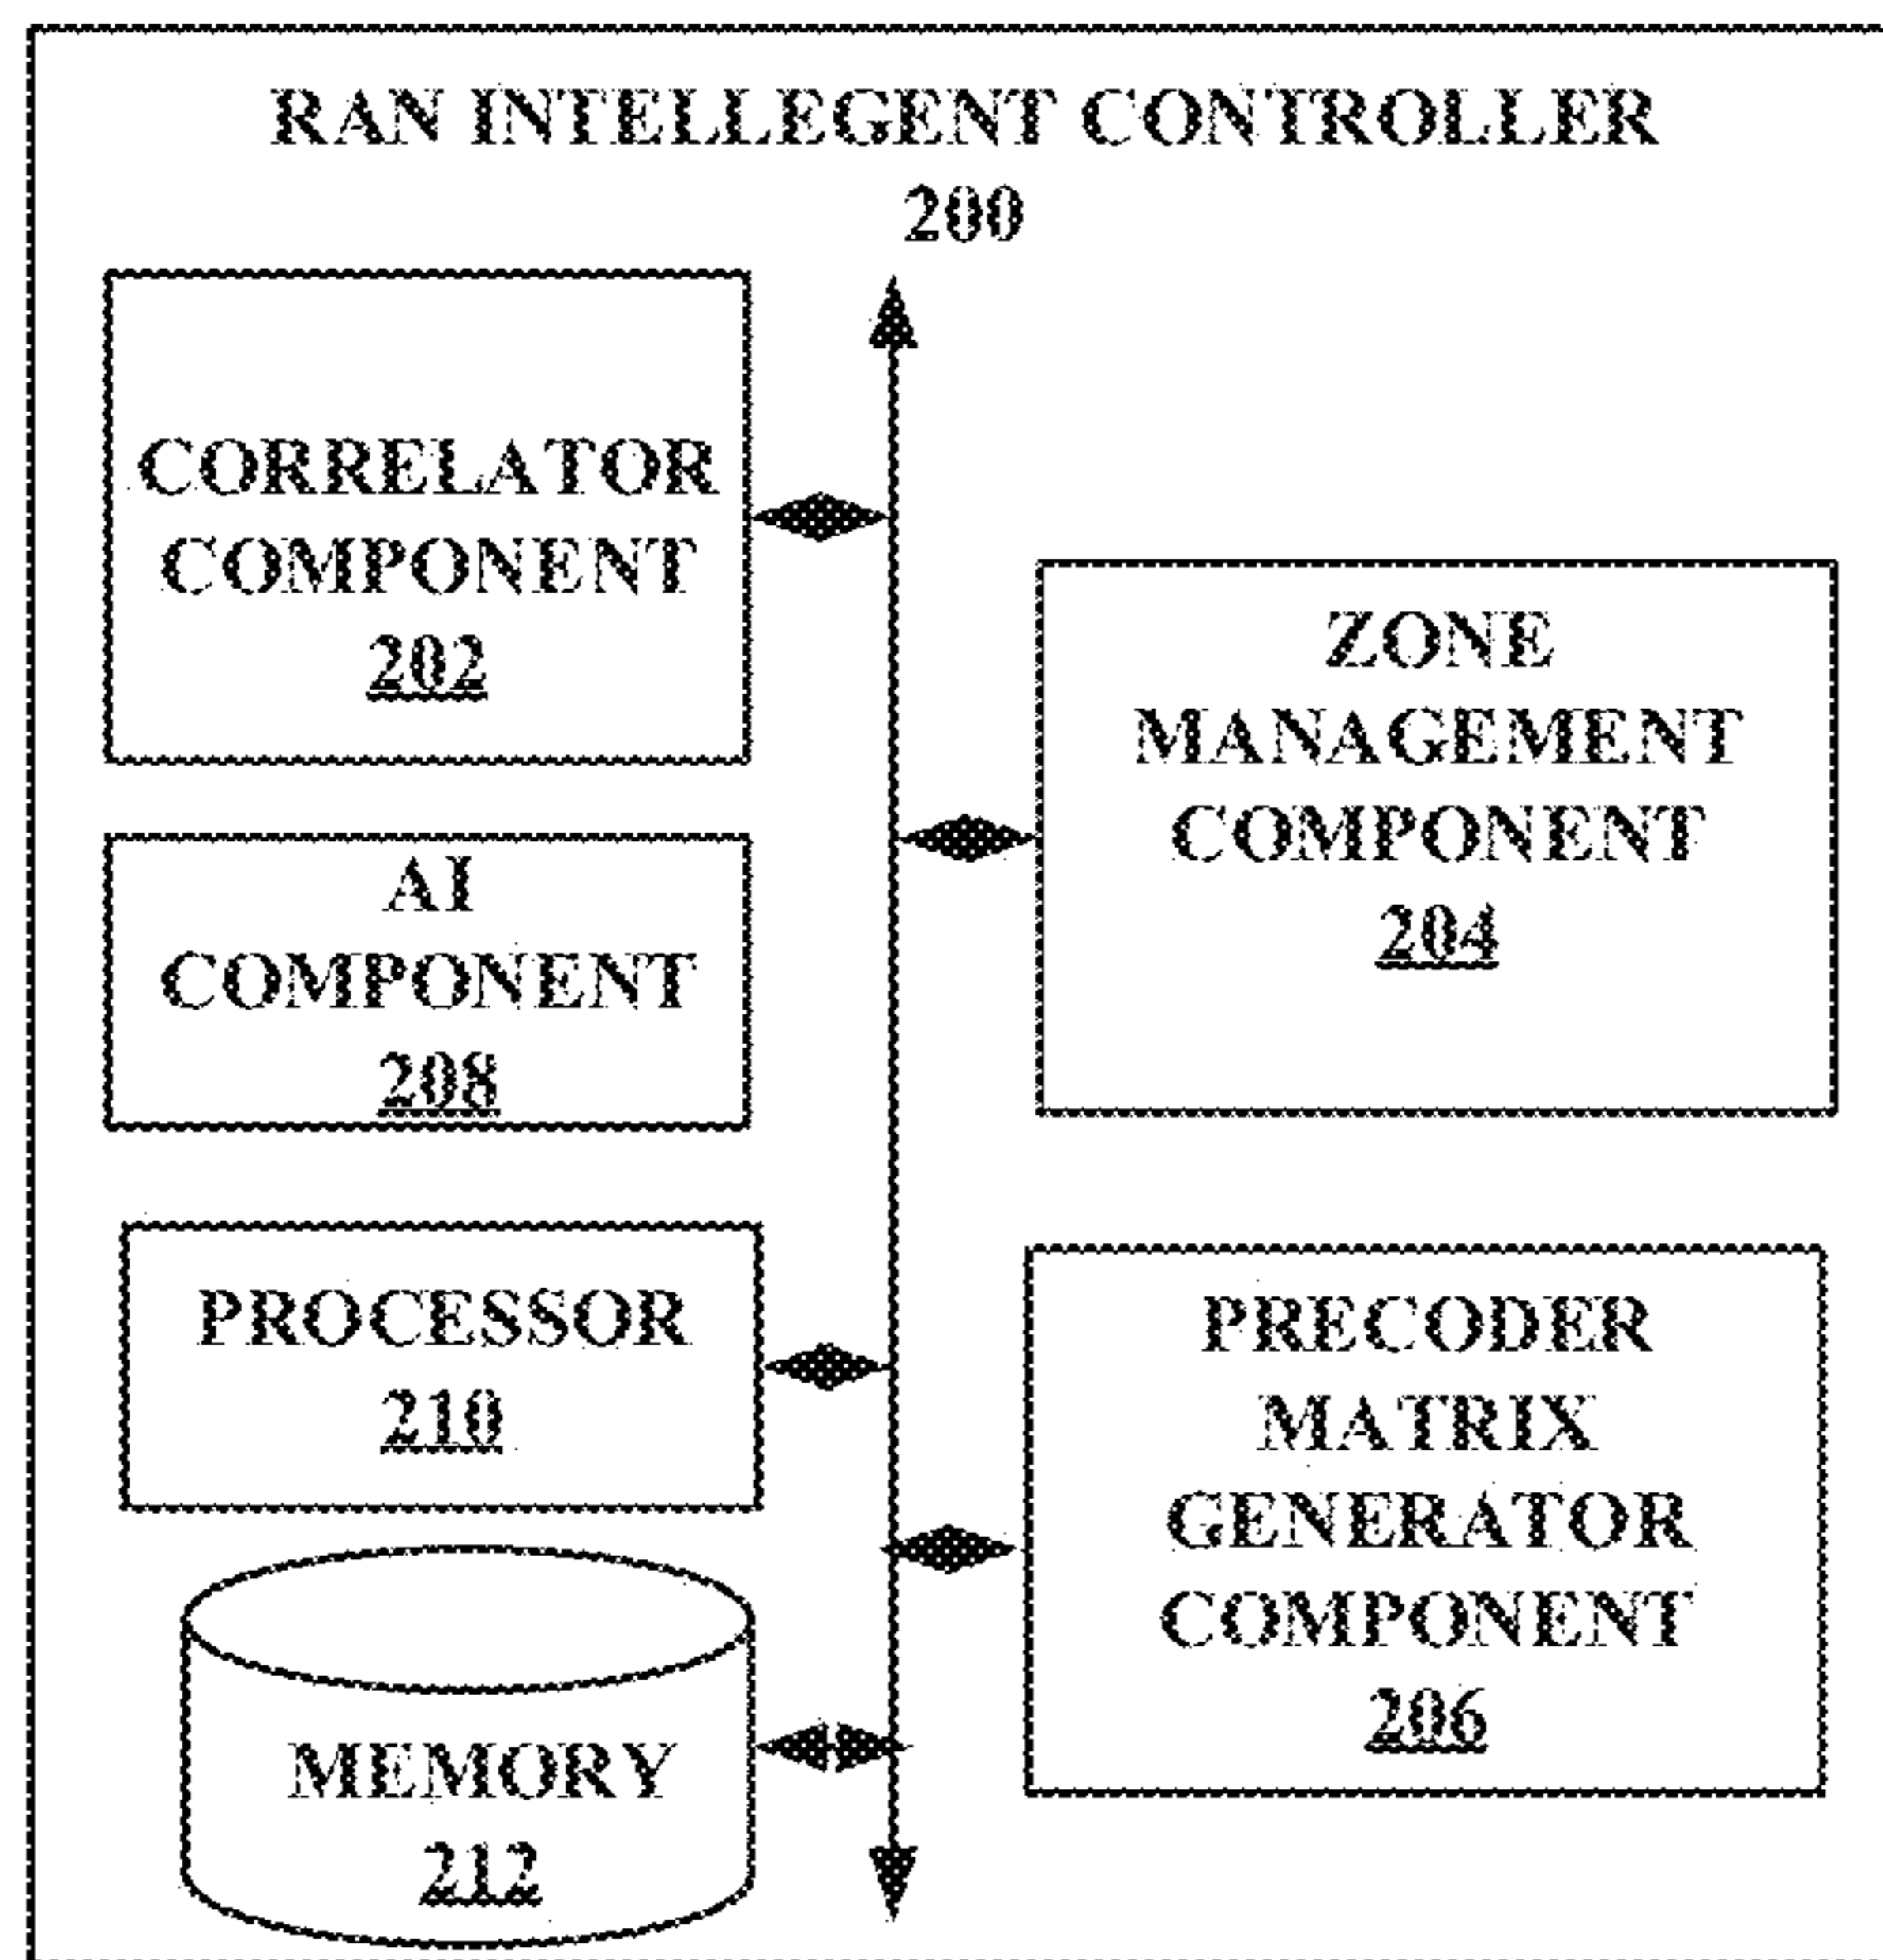 RAN INTELLEGENT CONTROLLER
200
CORRELATOR
COMPONENT
202
ZONE
MANAGEMENT
COMPONENT
204
AI
COMPONENT
208
PROCESSOR
210
PRECODER
MATRIX
GENERATOR
COMPONENT
206
MEMORY
212